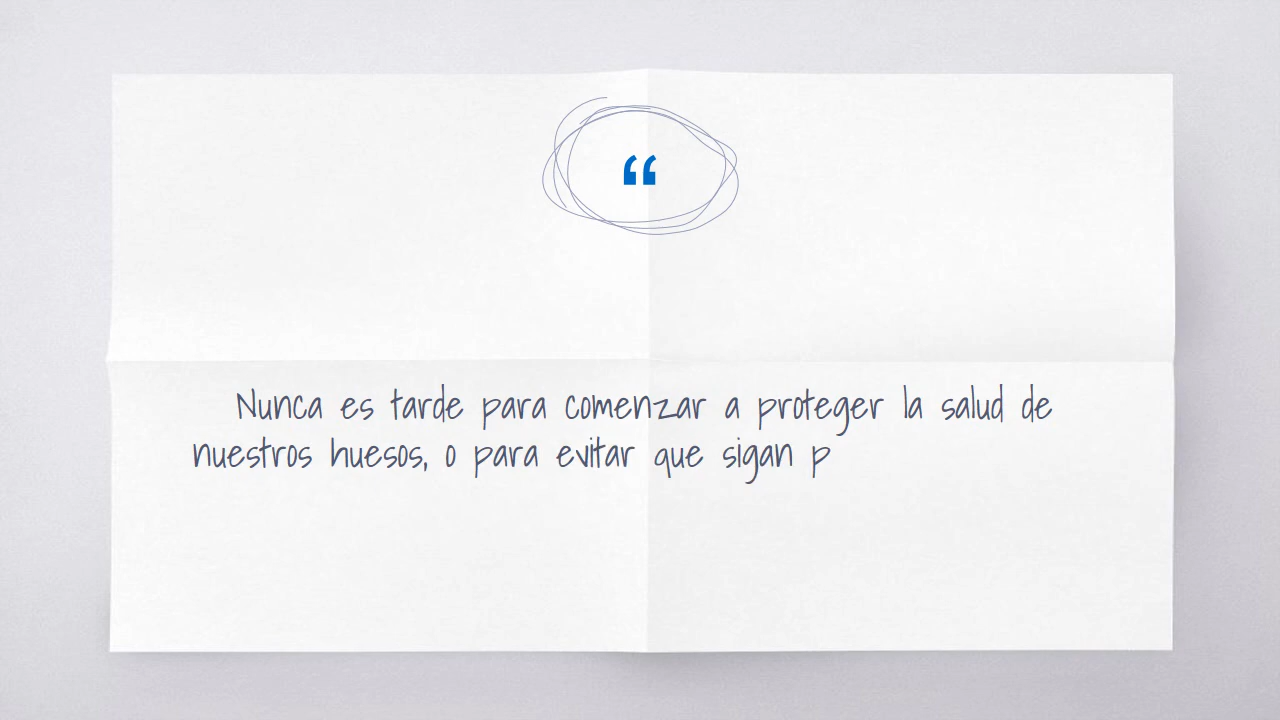 “
Nunca es tarde para comenzar a proteger la salud de
nuestros huesos, o para evitar que sigan p